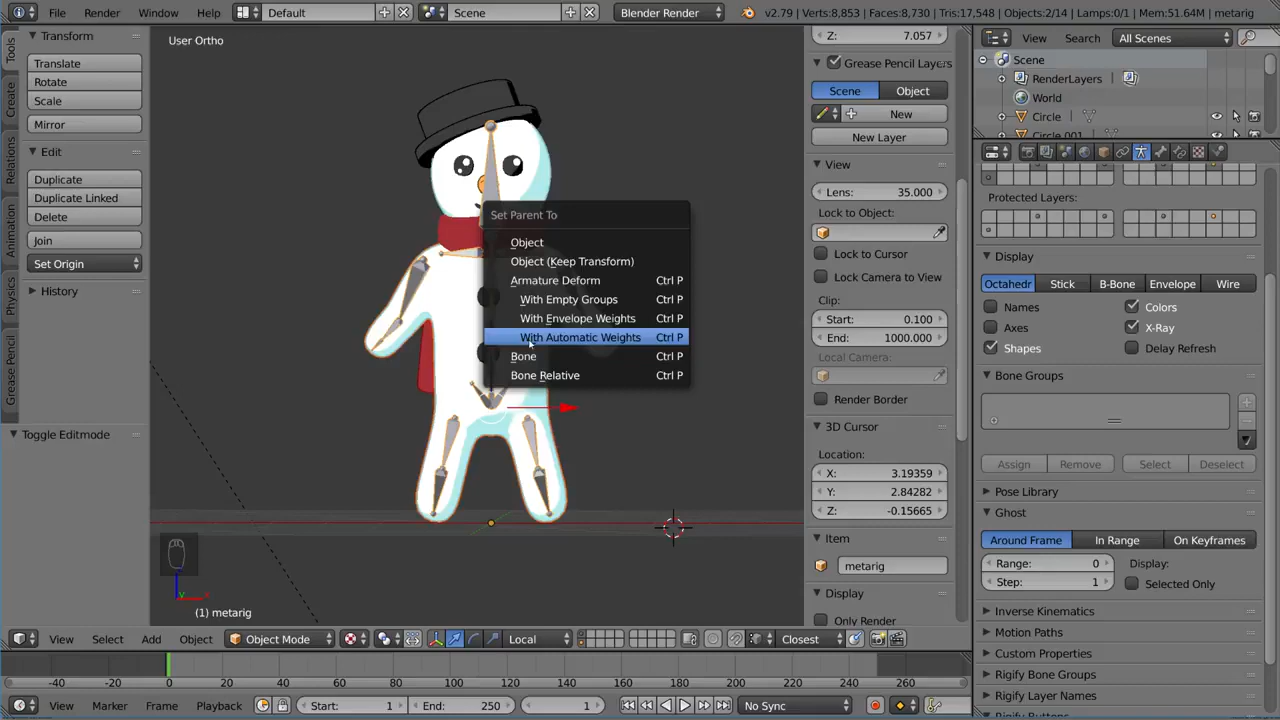 File Render Window Help Default Scene Blender Render v2.79 | Verts:8,853 | Faces:8,730 | Tris:17,548 | Objects:2/14 | Lamps:0/1 | Mem:51.64M | metarig
Tools
Create
Relations
Animation
Physics
Grease Pencil
Transform
Translate
Rotate
Scale
Mirror
Edit
Duplicate
Duplicate Linked
Delete
Join
Set Origin
History
Toggle Editmode
User Ortho
Set Parent To
Object
Object (Keep Transform)
Armature Deform Ctrl P
With Empty Groups Ctrl P
With Envelope Weights Ctrl P
With Automatic Weights Ctrl P
Bone Ctrl P
Bone Relative Ctrl P
(1) metarig
Z: 7.057
Grease Pencil Layers
Scene Object
New
New Layer
View
Lens: 35.000
Lock to Object:
Lock to Cursor
Lock Camera to View
Clip:
Start: 0.100
End: 1000.000
Local Camera:
Render Border
3D Cursor
Location:
X: 3.19359
Y: 2.84282
Z: -0.15665
Item
metarig
Display
Only Render
View Search All Scenes
Scene
RenderLayers
World
Circle
Circle.001
Protected Layers:
Display
Octahedr Stick B-Bone Envelope Wire
Names Colors
Axes X-Ray
Shapes Delay Refresh
Bone Groups
Assign Remove Select Deselect
Pose Library
Ghost
Around Frame In Range On Keyframes
Range: 0 Display:
Step: 1 Selected Only
Inverse Kinematics
Motion Paths
Custom Properties
Rigify Bone Groups
Rigify Layer Names
Rigify Buttons
View Select Add Object Object Mode Local Closest
-40 -20 0 20 40 60 80 100 120 140 160 180 200 220 240 260
View Marker Frame Playback Start: 1 End: 250 1 No Sync